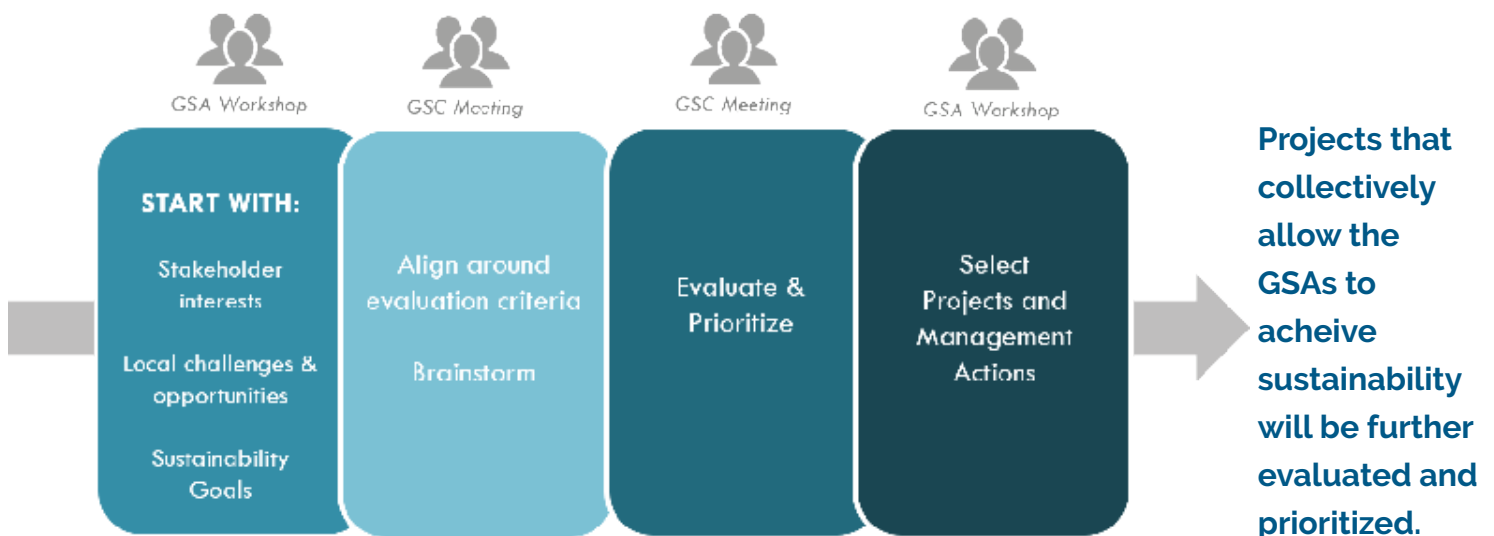 GSA Workshop
START WITH:
Stakeholder
interests
Local challenges &
opportunities
Sustainability
Goals
GSC Meeting
Align around
evaluation criteria
Brainstorm
GSC Meeting
Evaluate &
Prioritize
GSA Workshop
Select
Projects and
Management
Actions
Projects that
collectively
allow the
GSAs to
acheive
sustainability
will be further
evaluated and
prioritized.